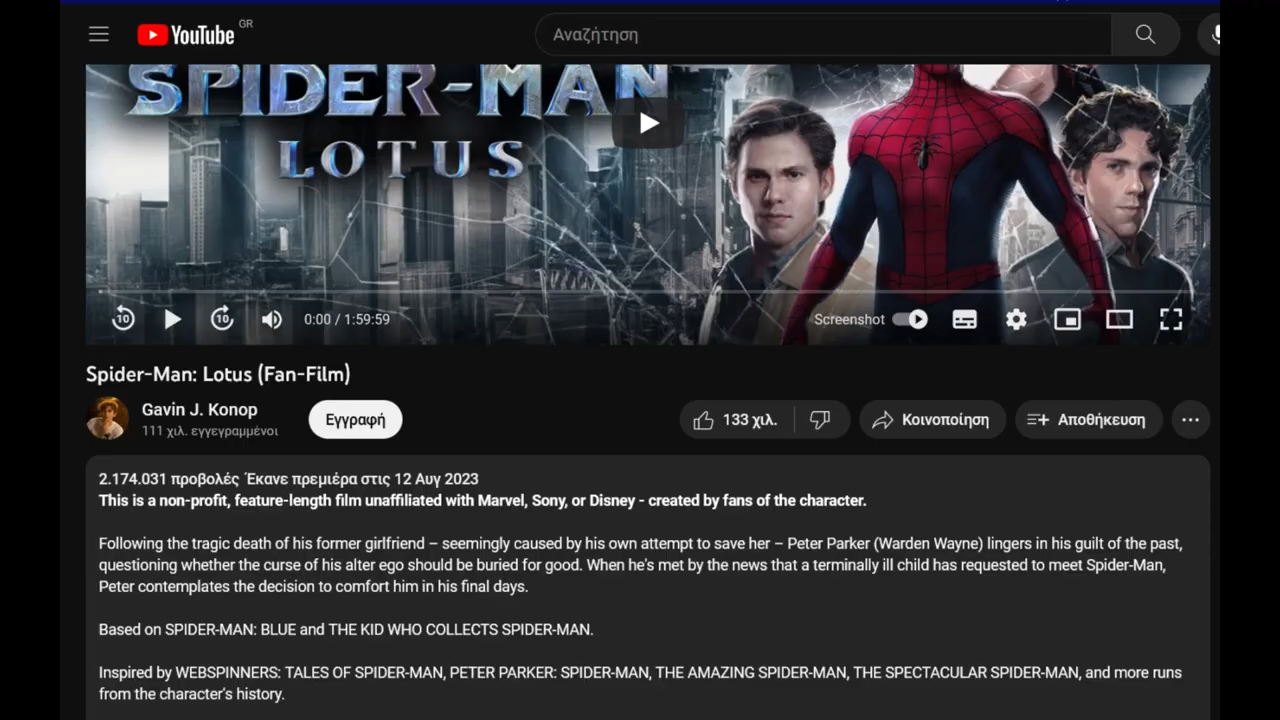 YouTube GR
Αναζήτηση
SPIDER-MAN
LOTUS
10
10
0:00 / 1:59:59
Screenshot
Spider-Man: Lotus (Fan-Film)
Gavin J. Konop
111 χιλ. εγγεγραμμένοι
Εγγραφή
133 χιλ.
Κοινοποίηση
Αποθήκευση
2.174.031 προβολές Έκανε πρεμιέρα στις 12 Αυγ 2023
This is a non-profit, feature-length film unaffiliated with Marvel, Sony, or Disney - created by fans of the character.
Following the tragic death of his former girlfriend – seemingly caused by his own attempt to save her – Peter Parker (Warden Wayne) lingers in his guilt of the past,
questioning whether the curse of his alter ego should be buried for good. When he's met by the news that a terminally ill child has requested to meet Spider-Man,
Peter contemplates the decision to comfort him in his final days.
Based on SPIDER-MAN: BLUE and THE KID WHO COLLECTS SPIDER-MAN.
Inspired by WEBSPINNERS: TALES OF SPIDER-MAN, PETER PARKER: SPIDER-MAN, THE AMAZING SPIDER-MAN, THE SPECTACULAR SPIDER-MAN, and more runs
from the character's history.